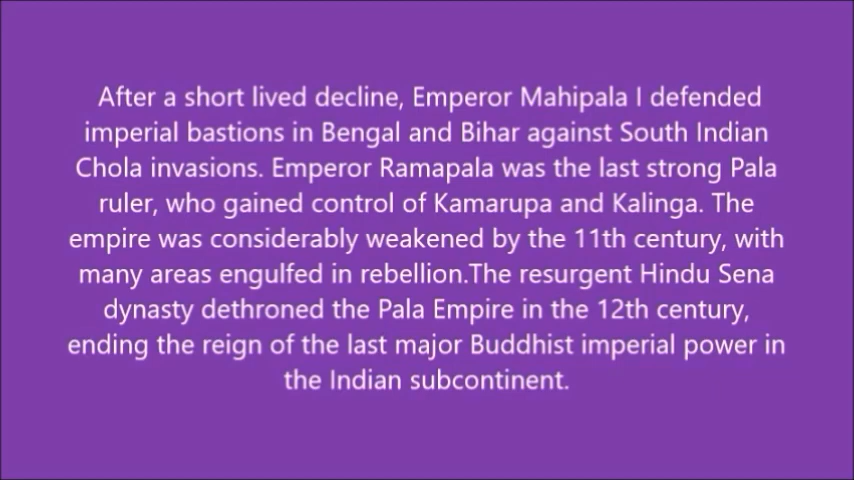 After a short lived decline, Emperor Mahipala I defended
imperial bastions in Bengal and Bihar against South Indian
Chola invasions. Emperor Ramapala was the last strong Pala
ruler, who gained control of Kamarupa and Kalinga. The
empire was considerably weakened by the 11th century, with
many areas engulfed in rebellion.The resurgent Hindu Sena
dynasty dethroned the Pala Empire in the 12th century,
ending the reign of the last major Buddhist imperial power in
the Indian subcontinent.